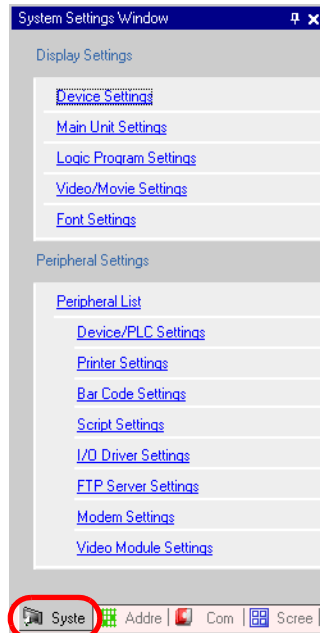 System Settings Window
Display Settings
Device Settings
Main Unit Settings
Logic Program Settings
Video/Movie Settings
Font Settings
Peripheral Settings
Peripheral List
Device/PLC Settings
Printer Settings
Bar Code Settings
Script Settings
I/O Driver Settings
FTP Server Settings
Modem Settings
Video Module Settings
Syste Addre Com Scree